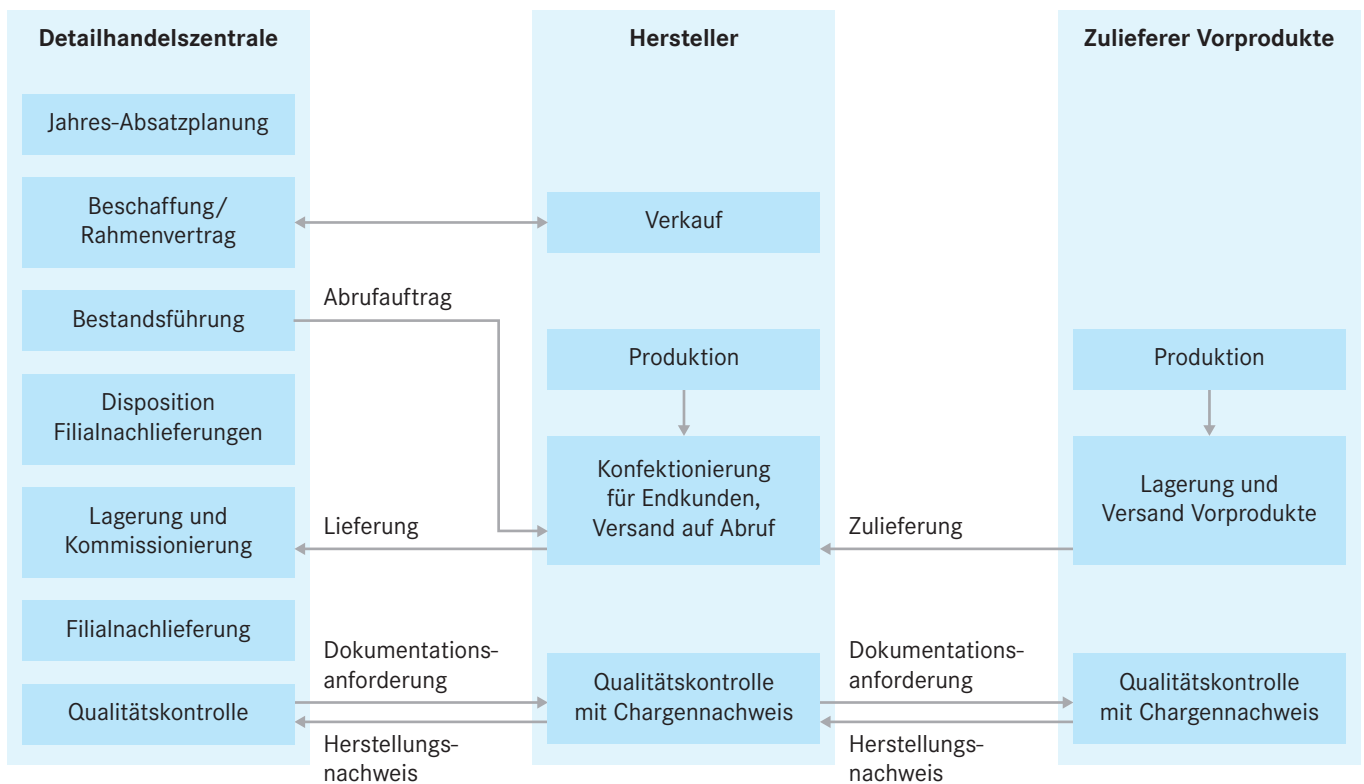 Detailhandelszentrale
Hersteller
Zulieferer Vorprodukte
Jahres-Absatzplanung
Beschaffung/
Rahmenvertrag
Verkauf
Abrufauftrag
Bestandsführung
Produktion
Produktion
Disposition
Filialnachlieferungen
Konfektionierung
für Endkunden,
Versand auf Abruf
Lagerung und
Versand Vorprodukte
Lagerung und
Kommissionierung
Lieferung
Zulieferung
Filialnachlieferung
Dokumentations-
anforderung
Dokumentations-
anforderung
Qualitätskontrolle
Qualitätskontrolle
mit Chargennachweis
Qualitätskontrolle
mit Chargennachweis
Herstellungs-
nachweis
Herstellungs-
nachweis